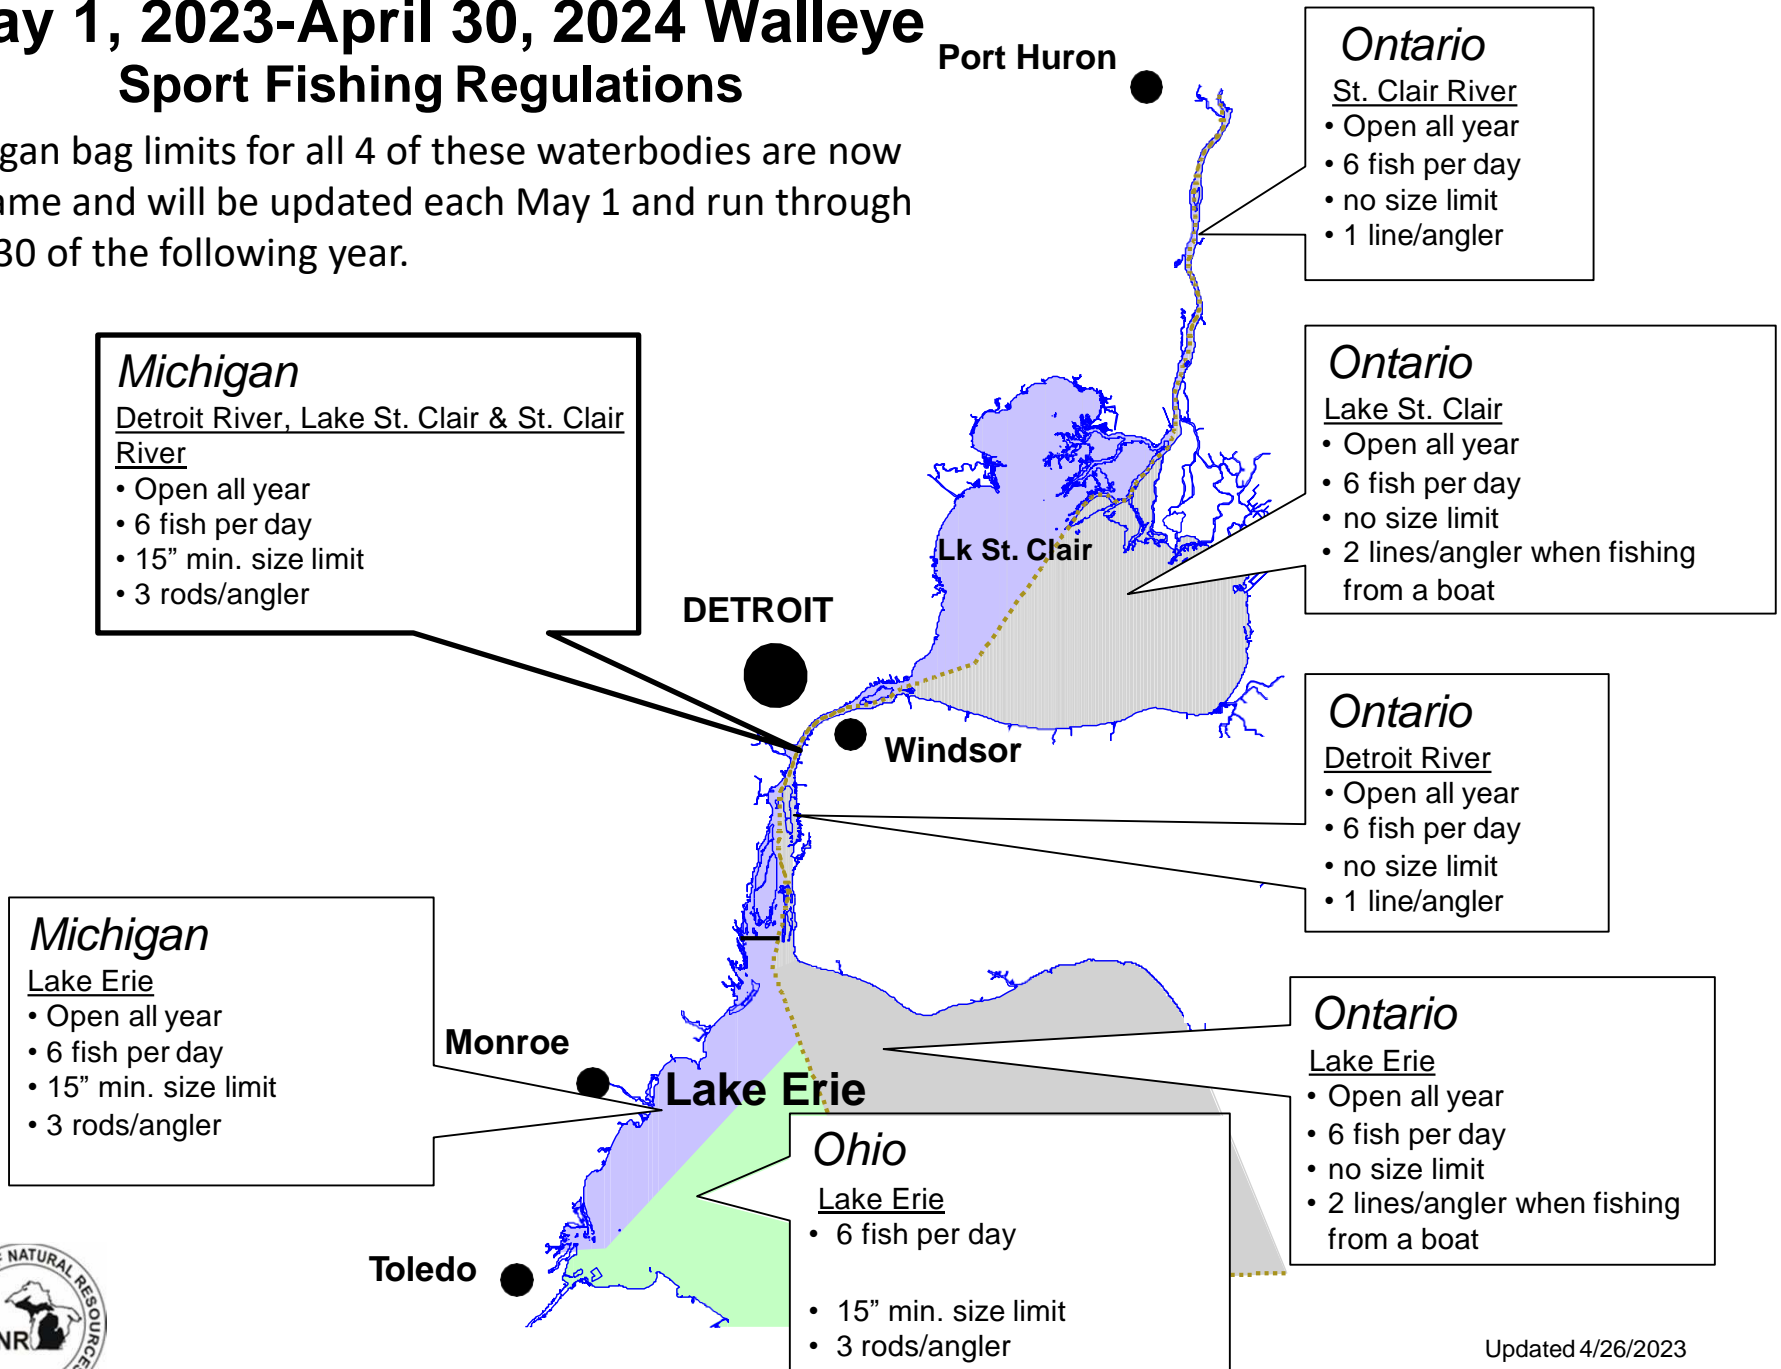 ay 1, 2023-April 30, 2024 Walleye
Sport Fishing Regulations
gan bag limits for all 4 of these waterbodies are now
ame and will be updated each May 1 and run through
30 of the following year.
Port Huron
Ontario
St. Clair River
• Open all year
• 6 fish per day
• no size limit
• 1 line/angler
Michigan
Detroit River, Lake St. Clair & St. Clair
River
• Open all year
• 6 fish per day
• 15” min. size limit
• 3 rods/angler
Ontario
Lake St. Clair
• Open all year
• 6 fish per day
• no size limit
• 2 lines/angler when fishing
from a boat
Lk St. Clair
DETROIT
Windsor
Ontario
Detroit River
• Open all year
• 6 fish per day
• no size limit
• 1 line/angler
Michigan
Lake Erie
• Open all year
• 6 fish per day
• 15” min. size limit
• 3 rods/angler
Monroe
Lake Erie
Ontario
Lake Erie
• Open all year
• 6 fish per day
• no size limit
• 2 lines/angler when fishing
from a boat
Ohio
Lake Erie
• 6 fish per day
• 15” min. size limit
• 3 rods/angler
Toledo
NATURAL RESOURCES
NR
Updated 4/26/2023